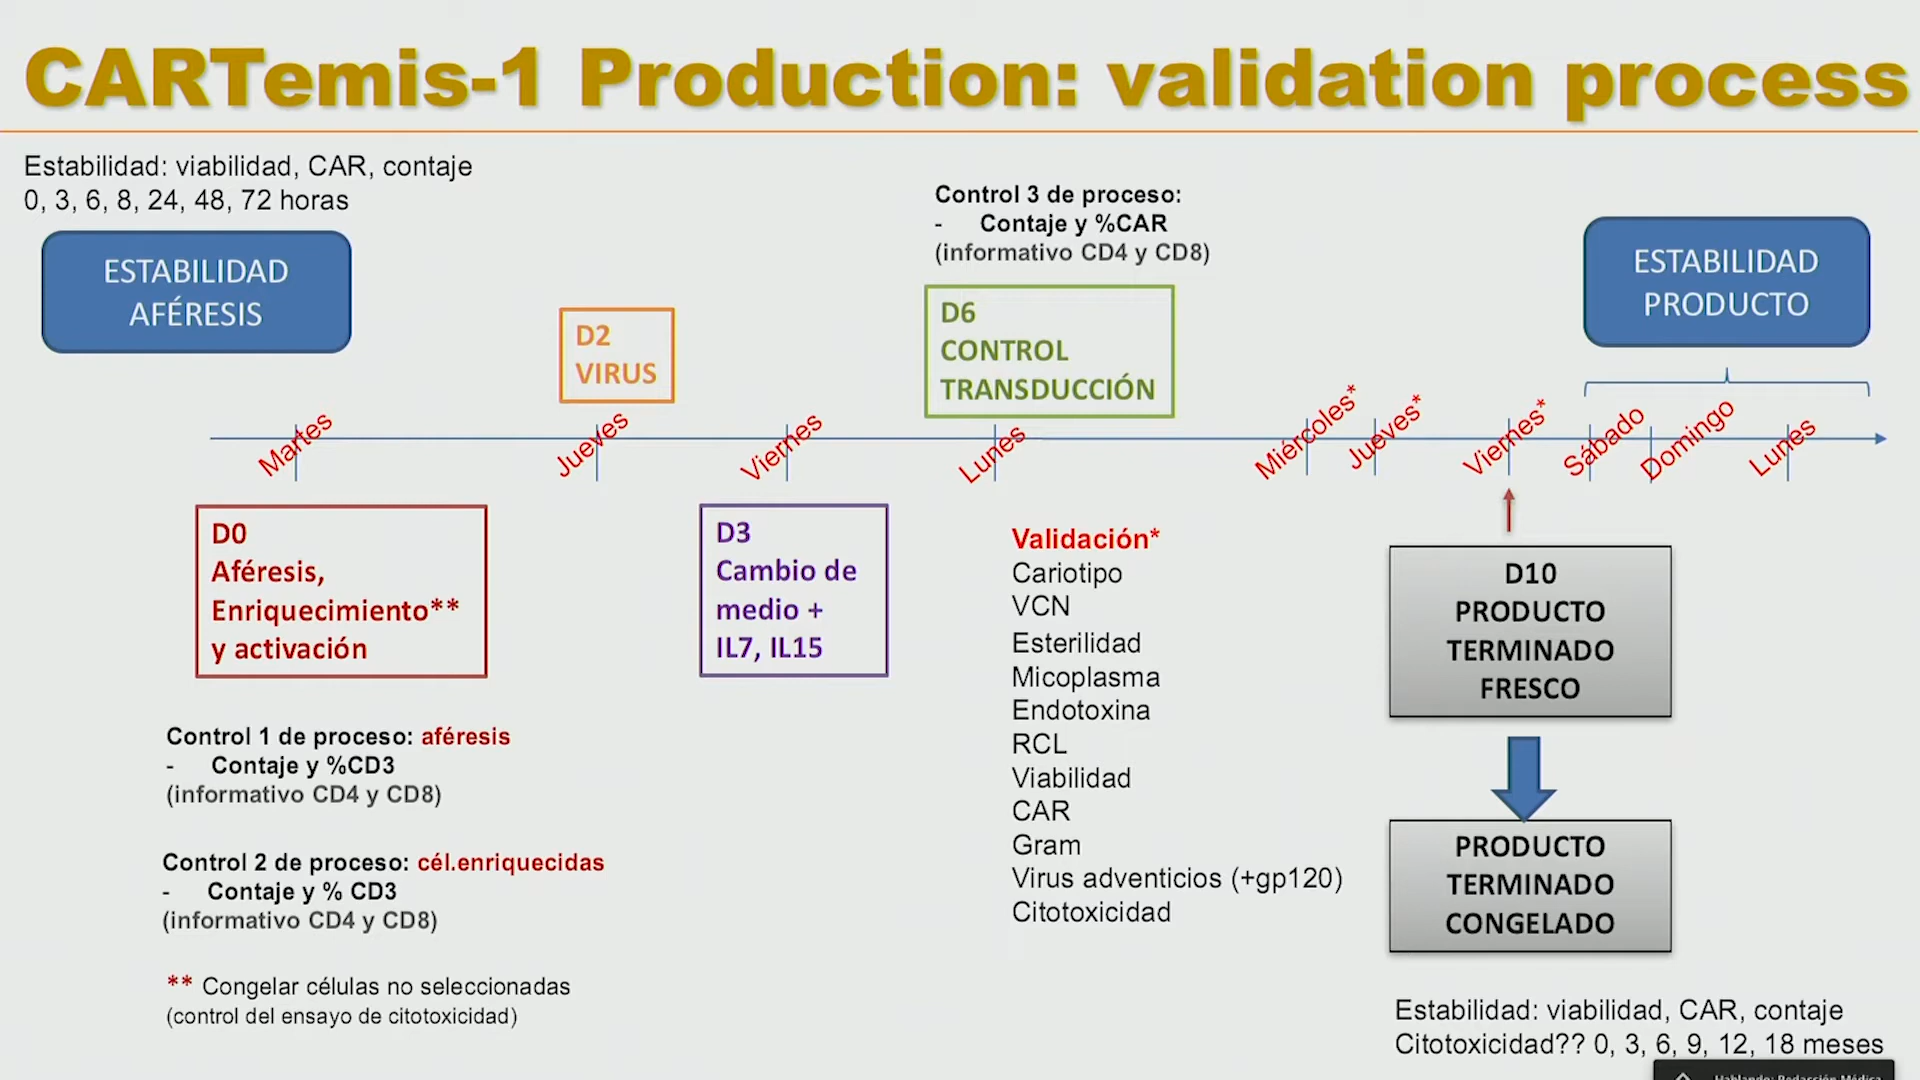 CARTemis-1 Production: validation process
Estabilidad: viabilidad, CAR, contaje
0, 3, 6, 8, 24, 48, 72 horas
ESTABILIDAD
AFÉRESIS
D2
VIRUS
Control 3 de proceso:
- Contaje y %CAR
(informativo CD4 y CD8)
D6
CONTROL
TRANSDUCCIÓN
ESTABILIDAD
PRODUCTO
Martes
Jueves
Viernes
Lunes
Miércoles*
Jueves*
Viernes*
Sábado
Domingo
Lunes
D0
Aféresis,
Enriquecimiento**
y activación
D3
Cambio de
medio +
IL7, IL15
Validación*
Cariotipo
VCN
Esterilidad
Micoplasma
Endotoxina
RCL
Viabilidad
CAR
Gram
Virus adventicios (+gp120)
Citotoxicidad
D10
PRODUCTO
TERMINADO
FRESCO
PRODUCTO
TERMINADO
CONGELADO
Control 1 de proceso: aféresis
- Contaje y %CD3
(informativo CD4 y CD8)
Control 2 de proceso: cél.enriquecidas
- Contaje y % CD3
(informativo CD4 y CD8)
** Congelar células no seleccionadas
(control del ensayo de citotoxicidad)
Estabilidad: viabilidad, CAR, contaje
Citotoxicidad?? 0, 3, 6, 9, 12, 18 meses
Hablando: Redacción Médica